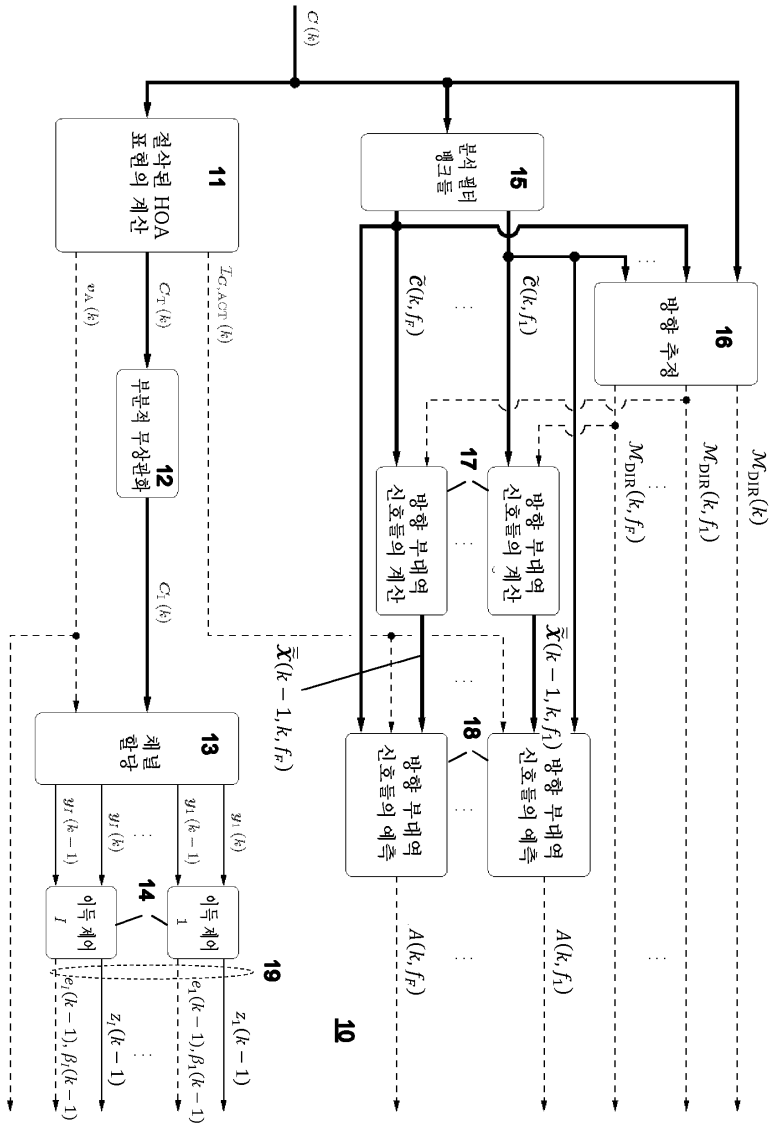 C(k)
11
절삭된 HOA
표현의 계산
15
분석 필터
뱅크들
16
방향 추정
...
ℐ_{C,ACT}(k)
C_T(k)
v_A(k)
C̃(k, f_1)
...
C̃(k, f_F)
12
부분적 부상관화
C_I(k)
17
방향 부대역
신호들의 계산
...
방향 부대역
신호들의 계산
ℳ_DIR(k)
ℳ_DIR(k, f_1)
...
ℳ_DIR(k, f_F)
𝒳̄̃(k − 1, k, f_1)
...
𝒳̄̃(k − 1, k, f_F)
13
채널
할당
18
방향 부대역
신호들의 예측
...
방향 부대역
신호들의 예측
y_1(k)
y_1(k − 1)
...
y_I(k)
y_I(k − 1)
14
이득 제어
1
이득 제어
I
19
A(k, f_1)
...
A(k, f_F)
...
10
z_1(k − 1)
e_1(k − 1), β_1(k − 1)
...
z_I(k − 1)
e_I(k − 1), β_I(k − 1)